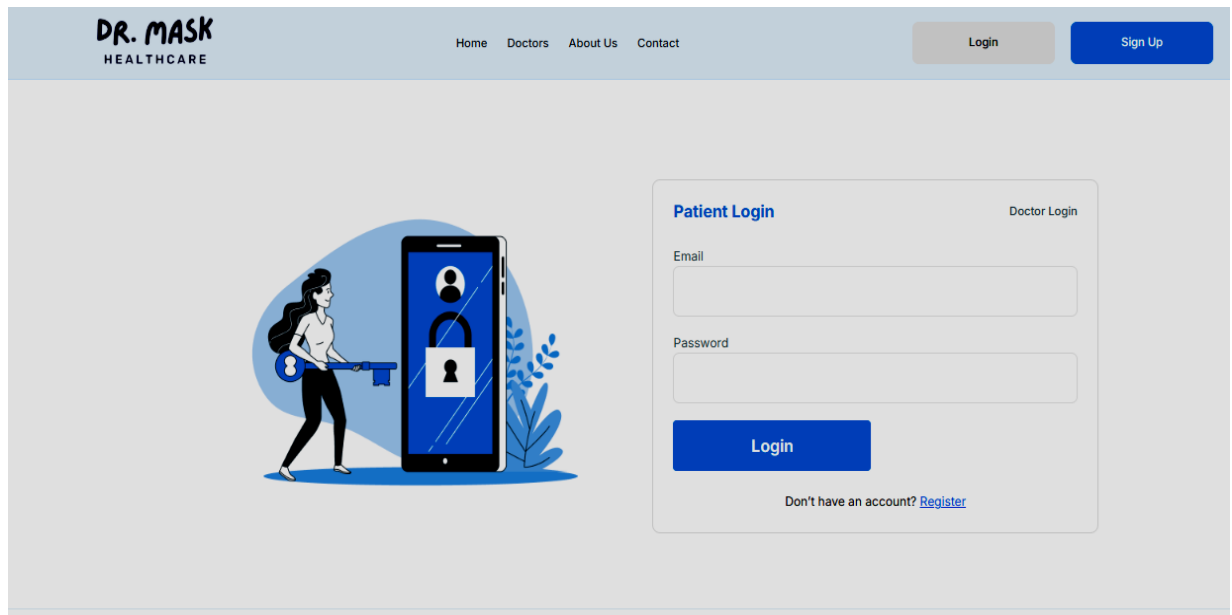 DR. MASK
HEALTHCARE
Home Doctors About Us Contact
Login
Sign Up
Patient Login
Doctor Login
Email
Password
Login
Don't have an account? Register